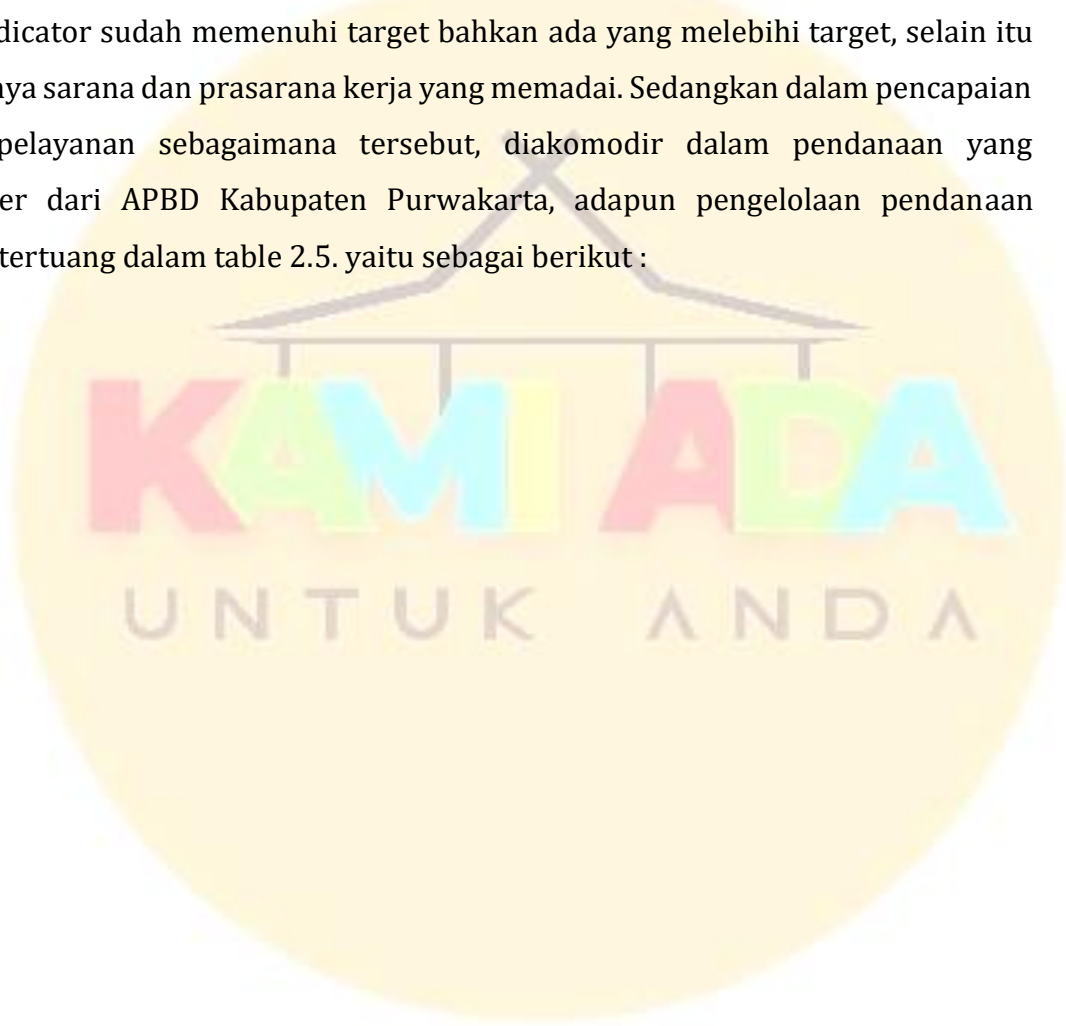 dicator sudah memenuhi target bahkan ada yang melebihi target, selain itu
nya sarana dan prasarana kerja yang memadai. Sedangkan dalam pencapaian
pelayanan sebagaimana tersebut, diakomodir dalam pendanaan yang
er dari APBD Kabupaten Purwakarta, adapun pengelolaan pendanaan
tertuang dalam table 2.5. yaitu sebagai berikut :
KAMI ADA
UNTUK ANDA